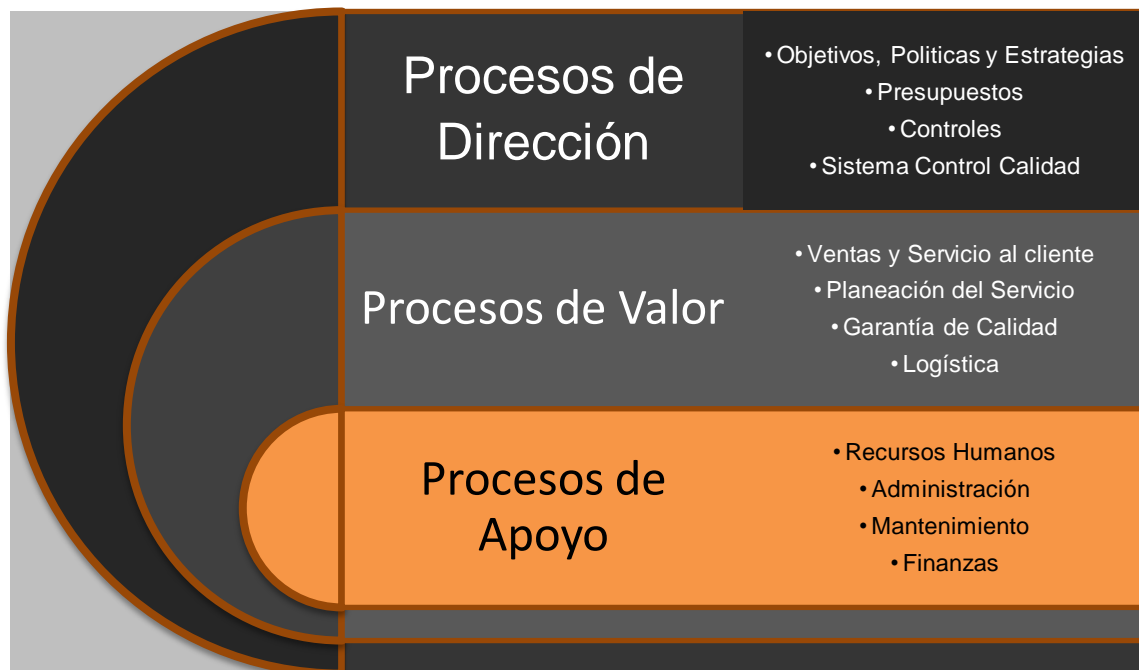 Procesos de
Dirección
• Objetivos, Politicas y Estrategias
• Presupuestos
• Controles
• Sistema Control Calidad
Procesos de Valor
• Ventas y Servicio al cliente
• Planeación del Servicio
• Garantía de Calidad
• Logística
Procesos de
Apoyo
• Recursos Humanos
• Administración
• Mantenimiento
• Finanzas